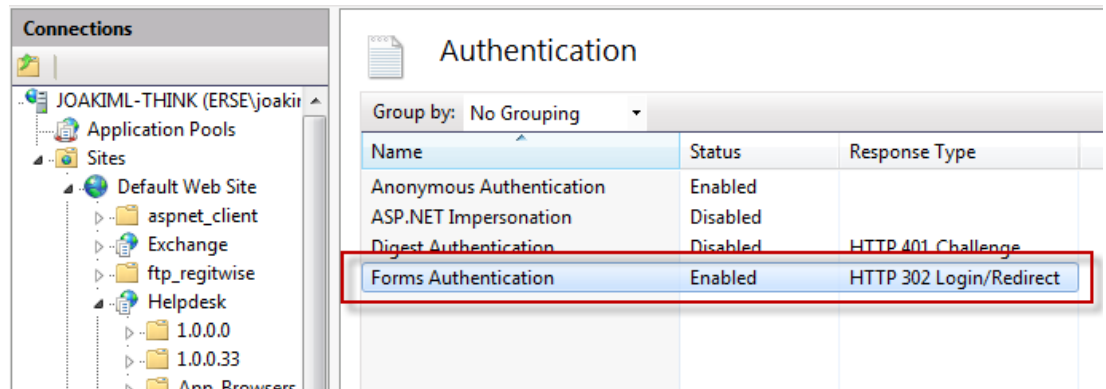 Connections
JOAKIML-THINK (ERSE\joakir
Application Pools
Sites
Default Web Site
aspnet_client
Exchange
ftp_regitwise
Helpdesk
1.0.0.0
1.0.0.33
App_Browsers
Authentication
Group by: No Grouping
Name Status Response Type
Anonymous Authentication Enabled
ASP.NET Impersonation Disabled
Digest Authentication Disabled HTTP 401 Challenge
Forms Authentication Enabled HTTP 302 Login/Redirect